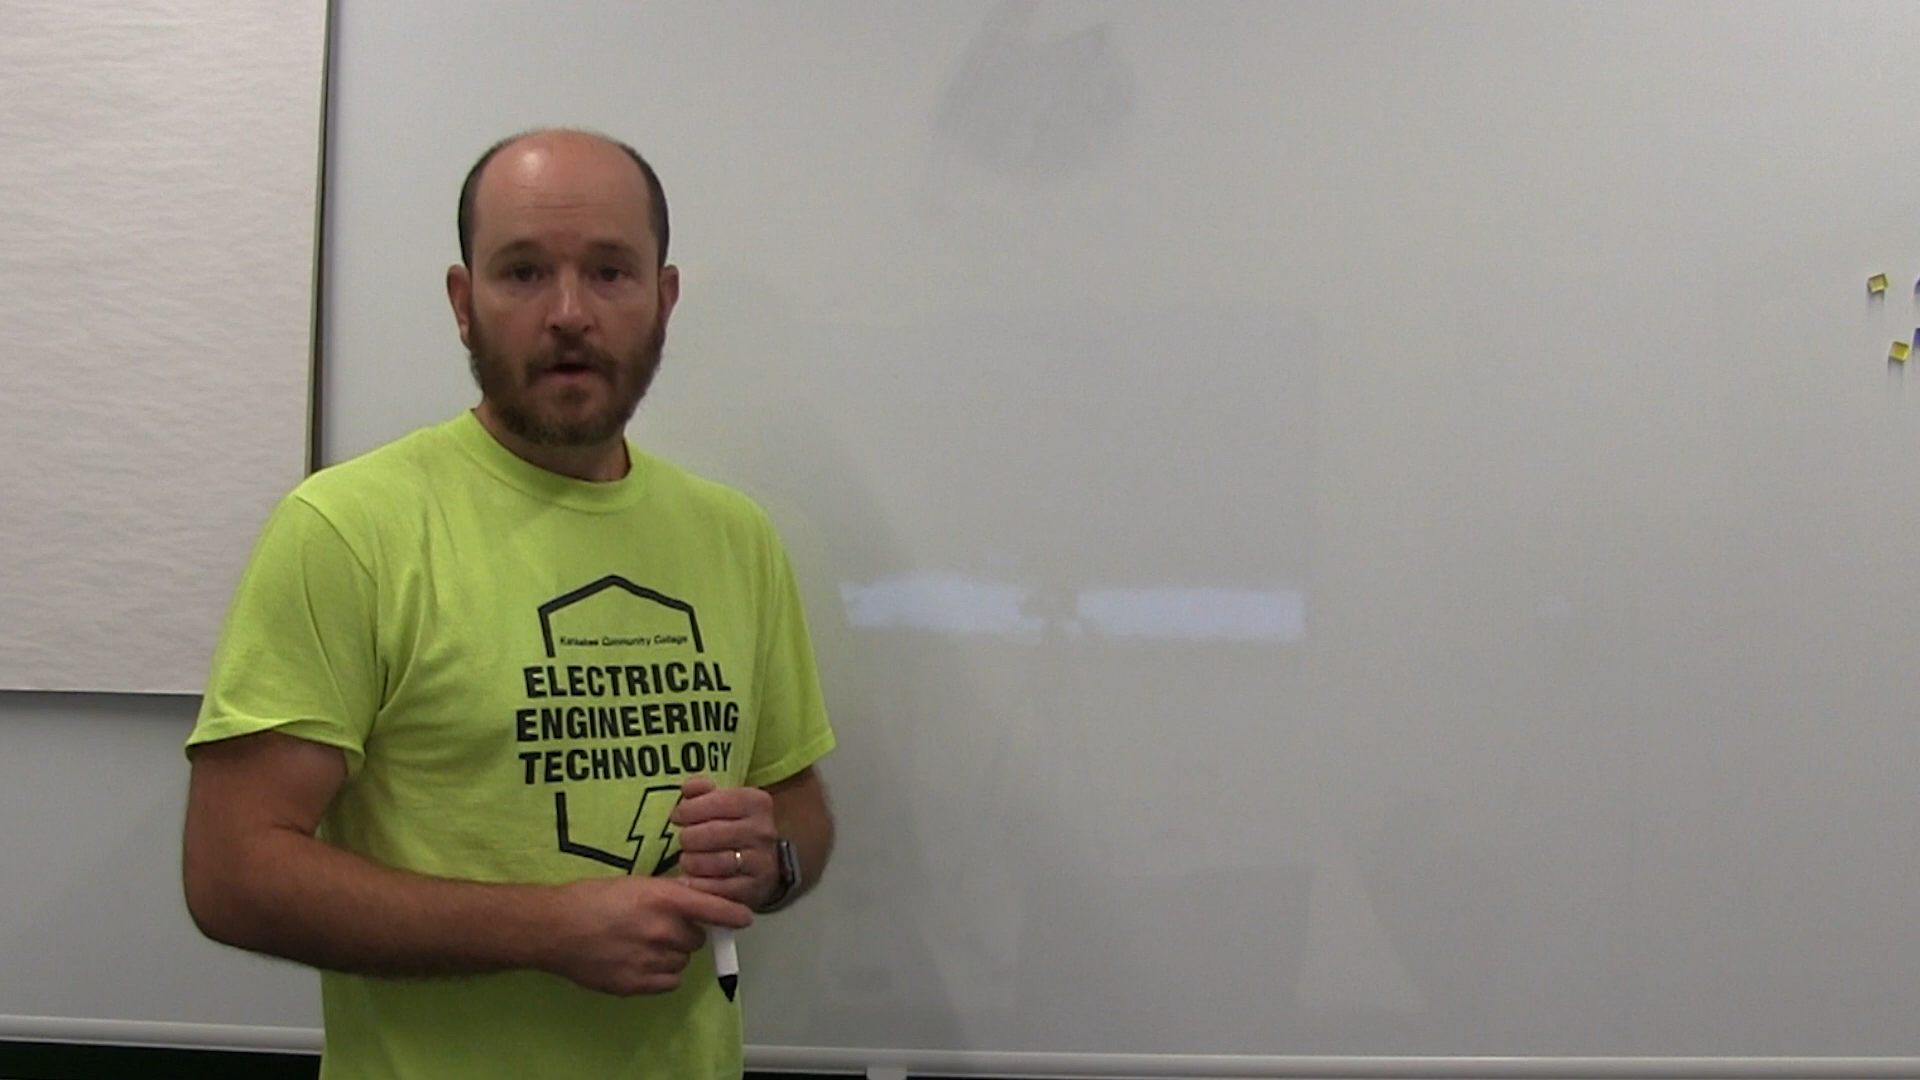 Kankakee Community College
ELECTRICAL
ENGINEERING
TECHNOLOGY